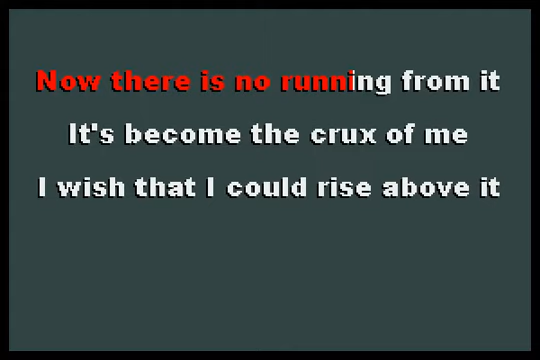 Now there is no running from it
It's become the crux of me
I wish that I could rise above it